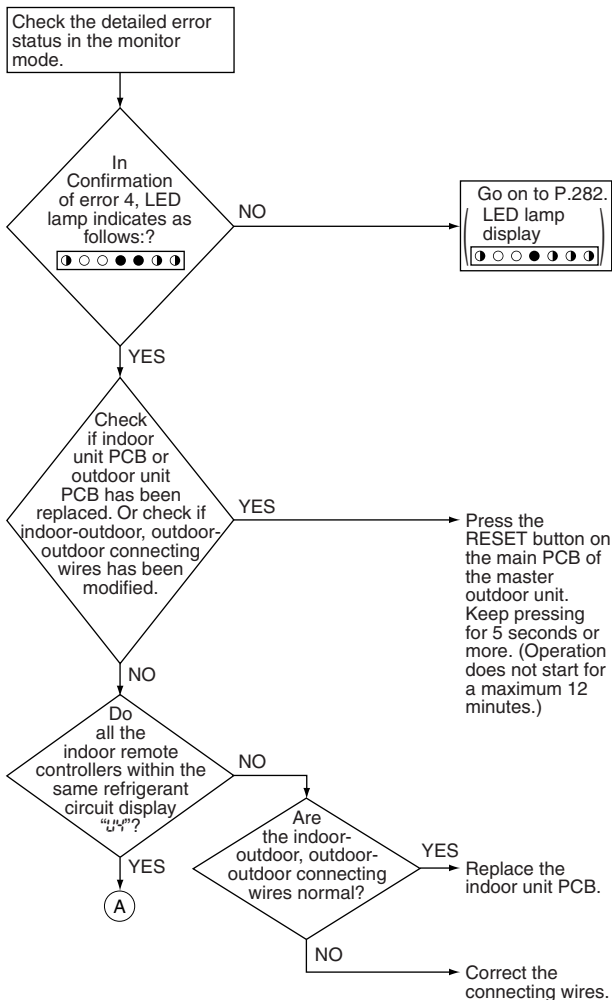 Check the detailed error
status in the monitor
mode.
In
Confirmation
of error 4, LED
lamp indicates as
follows:?
NO
Go on to P.282.
LED lamp
display
YES
Check
if indoor
unit PCB or
outdoor unit
PCB has been
replaced. Or check if
indoor-outdoor, outdoor-
outdoor connecting
wires has been
modified.
YES
Press the
RESET button on
the main PCB of
the master
outdoor unit.
Keep pressing
for 5 seconds or
more. (Operation
does not start for
a maximum 12
minutes.)
NO
Do
all the
indoor remote
controllers within the
same refrigerant
circuit display
“U4”?
NO
YES
A
Are
the indoor-
outdoor, outdoor-
outdoor connecting
wires normal?
YES
Replace the
indoor unit PCB.
NO
Correct the
connecting wires.